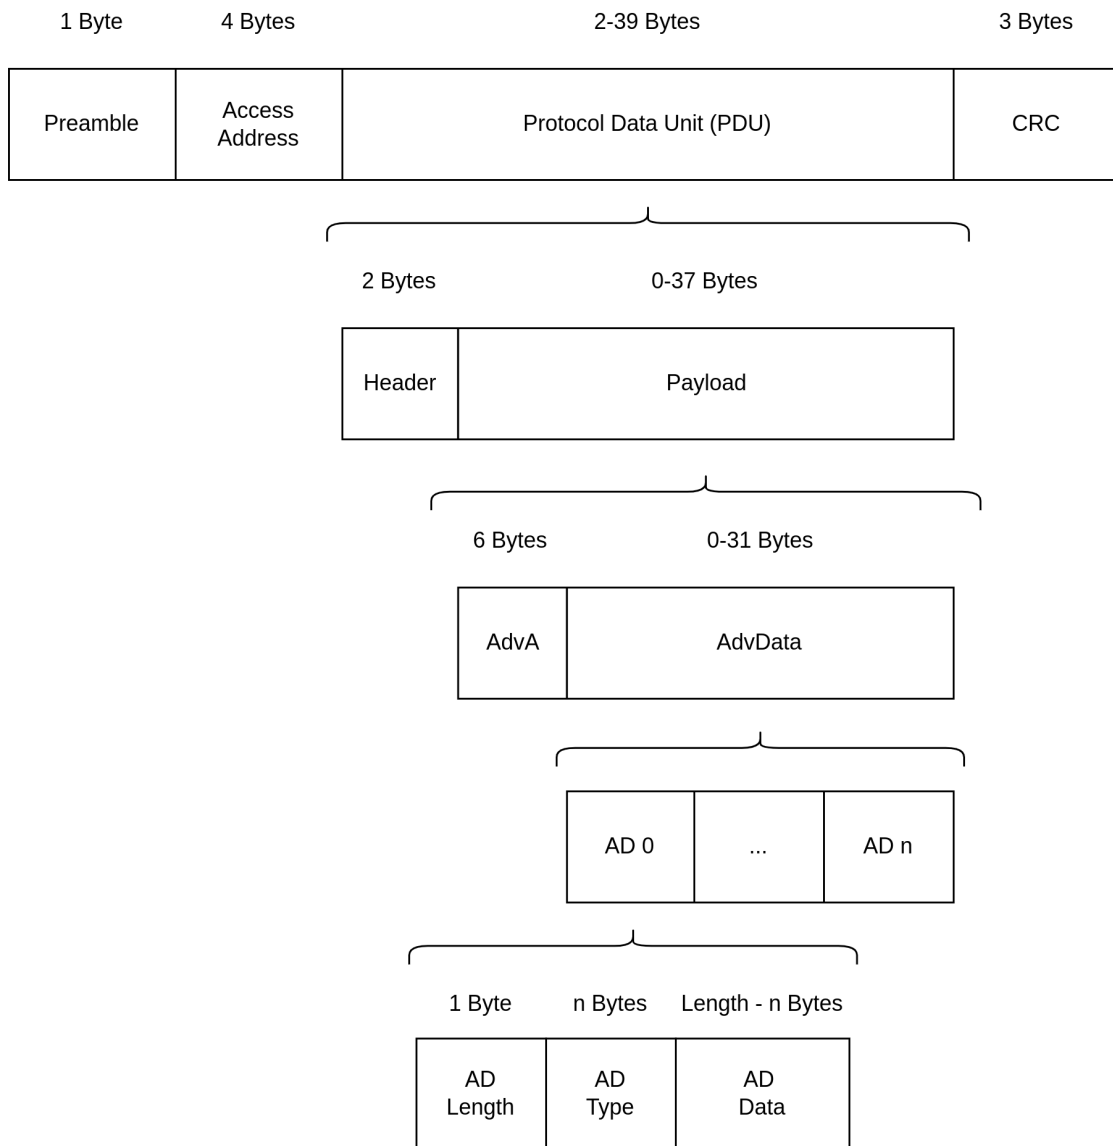 1 Byte
4 Bytes
2-39 Bytes
3 Bytes
Preamble
Access
Address
Protocol Data Unit (PDU)
CRC
2 Bytes
0-37 Bytes
Header
Payload
6 Bytes
0-31 Bytes
AdvA
AdvData
AD 0
...
AD n
1 Byte
n Bytes
Length - n Bytes
AD
Length
AD
Type
AD
Data